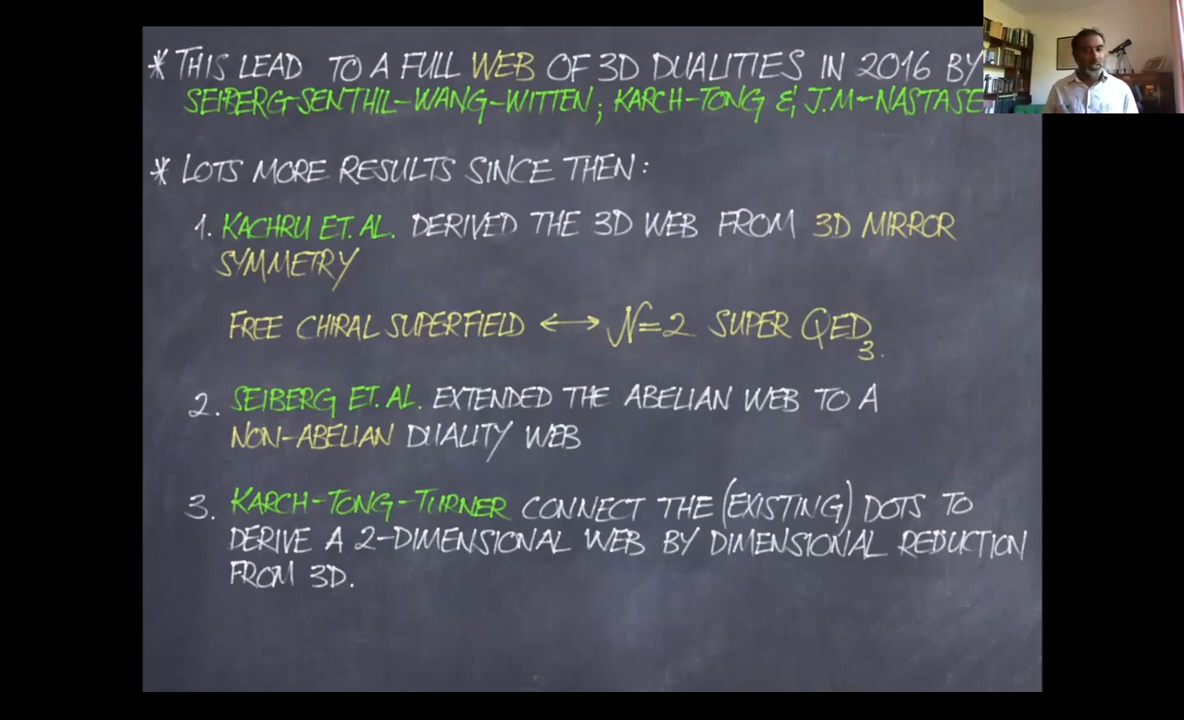 * THIS LEAD TO A FULL WEB OF 3D DUALITIES IN 2016 BY
SEIBERG-SENTHIL-WANG-WITTEN; KARCH-TONG & J.M-NASTASE
* LOTS MORE RESULTS SINCE THEN:
1. KACHRU ET. AL. DERIVED THE 3D WEB FROM 3D MIRROR
SYMMETRY
FREE CHIRAL SUPERFIELD ↔ N=2 SUPER QED3.
2. SEIBERG ET. AL. EXTENDED THE ABELIAN WEB TO A
NON-ABELIAN DUALITY WEB
3. KARCH-TONG-TURNER CONNECT THE (EXISTING) DOTS TO
DERIVE A 2-DIMENSIONAL WEB BY DIMENSIONAL REDUCTION
FROM 3D.